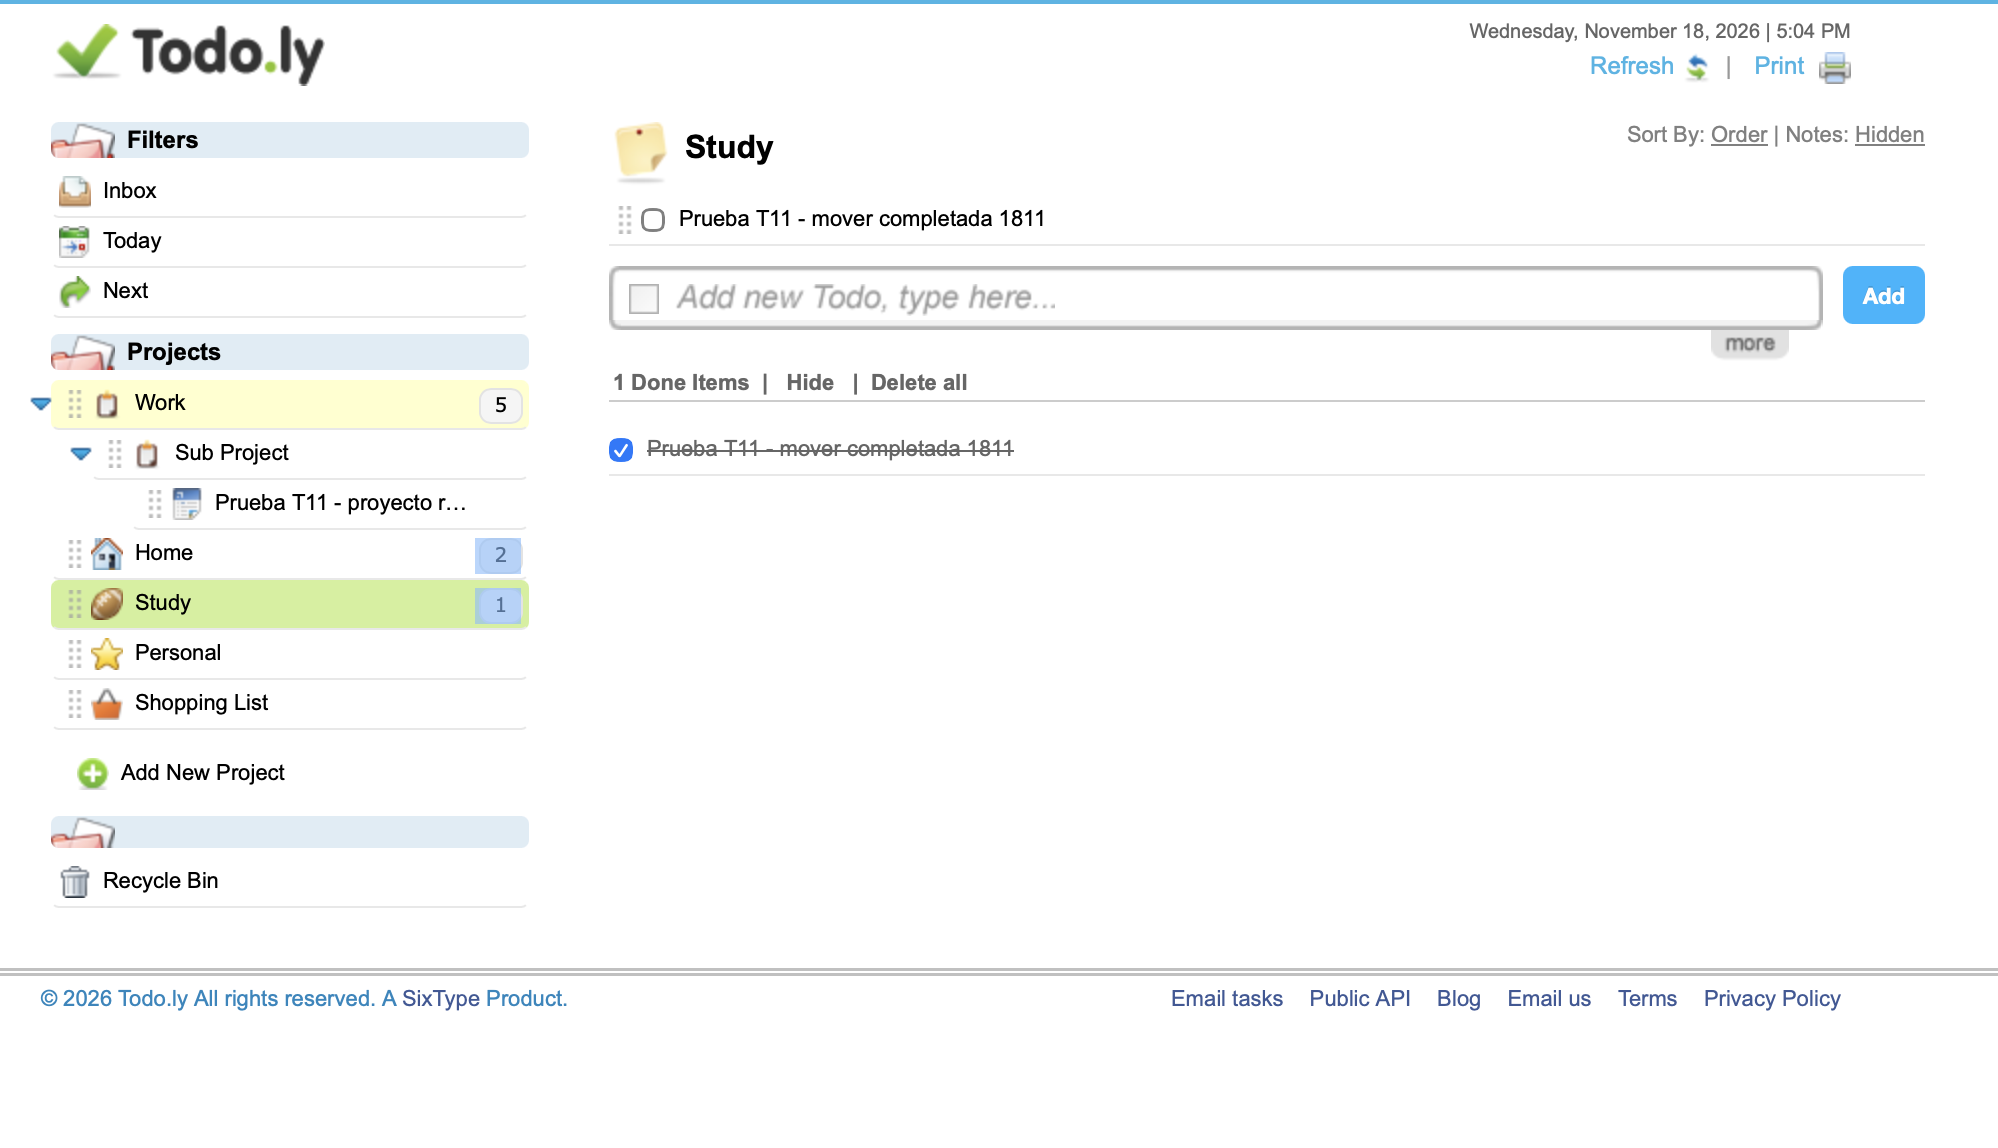 Todo.ly
Wednesday, November 18, 2026 | 5:04 PM
Refresh | Print
Filters
Inbox
Today
Next
Projects
Work 5
Sub Project
Prueba T11 - proyecto r...
Home 2
Study 1
Personal
Shopping List
Add New Project
Recycle Bin
Study
Sort By: Order | Notes: Hidden
Prueba T11 - mover completada 1811
Add new Todo, type here...
Add
more
1 Done Items | Hide | Delete all
Prueba T11 - mover completada 1811
© 2026 Todo.ly All rights reserved. A SixType Product.
Email tasks Public API Blog Email us Terms Privacy Policy